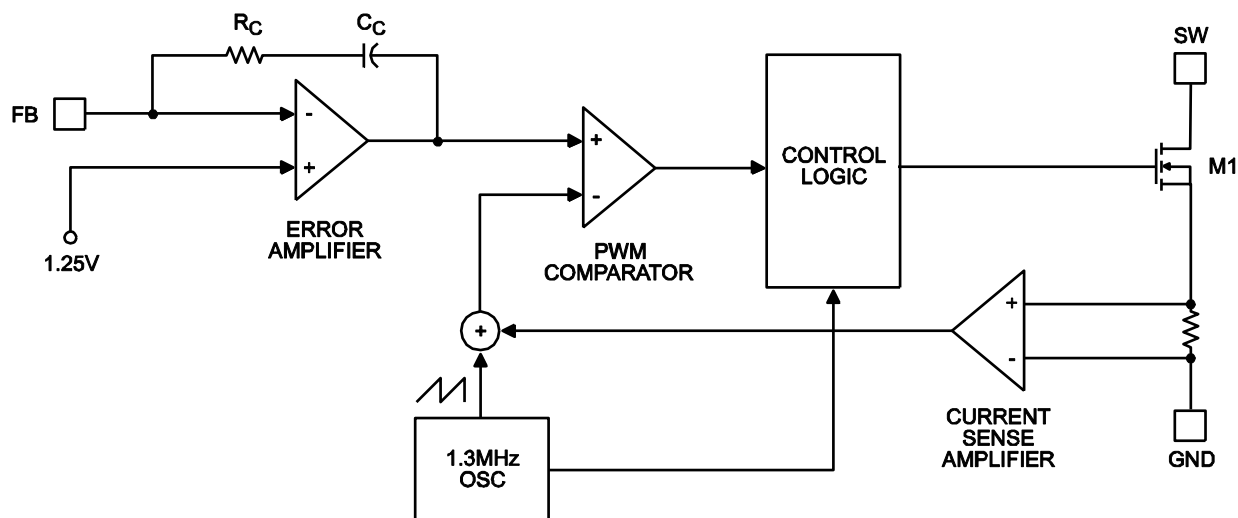 RC
CC
SW
FB
-
+
+
-
CONTROL
LOGIC
M1
ERROR
AMPLIFIER
1.25V
PWM
COMPARATOR
+
+
-
1.3MHz
OSC
CURRENT
SENSE
AMPLIFIER
GND